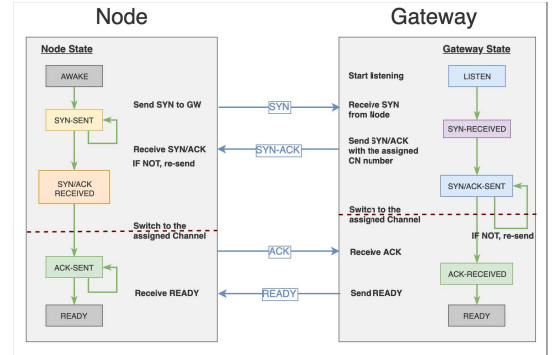 Node
Gateway
Node State
Gateway State
AWAKE
Start listening
LISTEN
Send SYN to GW
SYN
Receive SYN
from Node
SYN-SENT
SYN-RECEIVED
Receive SYN/ACK
IF NOT, re-send
SYN-ACK
Send SYN/ACK
with the assigned
CN number
SYN/ACK
RECEIVED
SYN/ACK-SENT
Switch to the
assigned Channel
Switch to the
assigned Channel
IF NOT, re-send
ACK
Receive ACK
ACK-SENT
ACK-RECEIVED
Receive READY
READY
Send READY
READY
READY